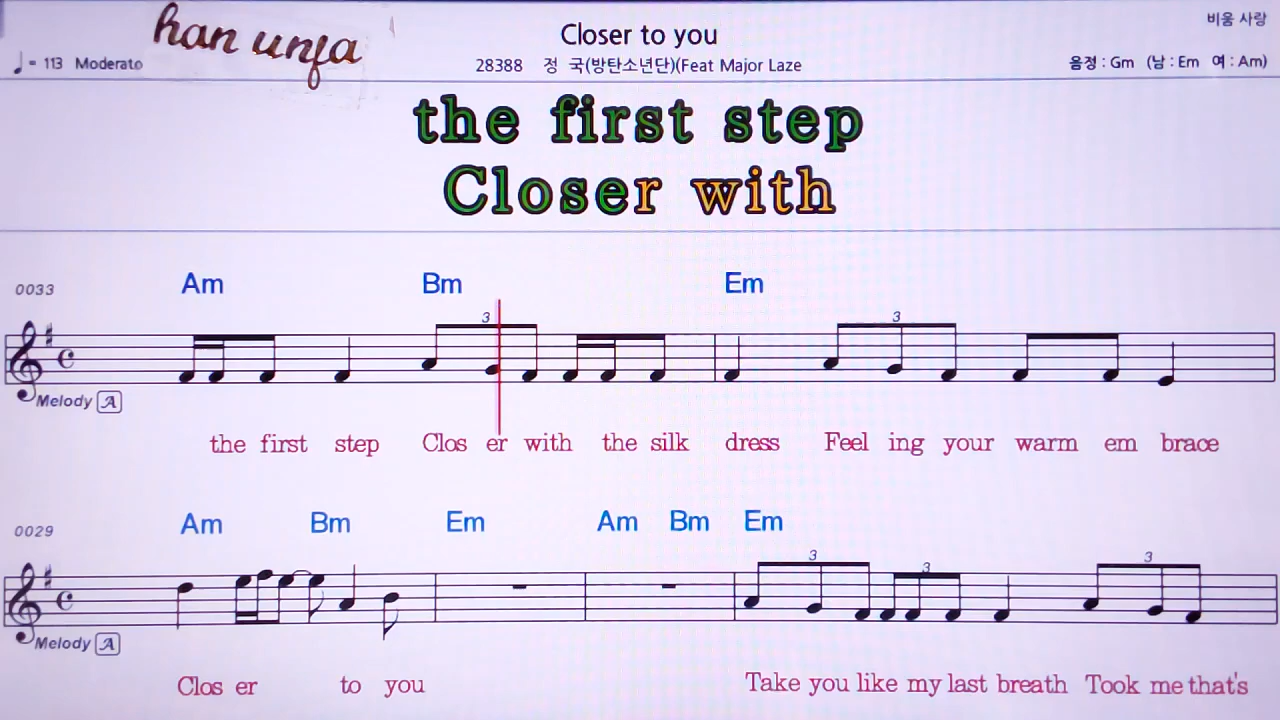 han unfa
Closer to you
비움 사랑
♩= 113 Moderato
28388 정 국(방탄소년단)(Feat Major Laze
음정 : Gm (남 : Em 여 : Am)
the first step
Closer with
0033
Am Bm Em
3 3
Melody A
the first step Clos er with the silk dress Feel ing your warm em brace
0029
Am Bm Em Am Bm Em
3 3 3
Melody A
Clos er to you Take you like my last breath Took me that's